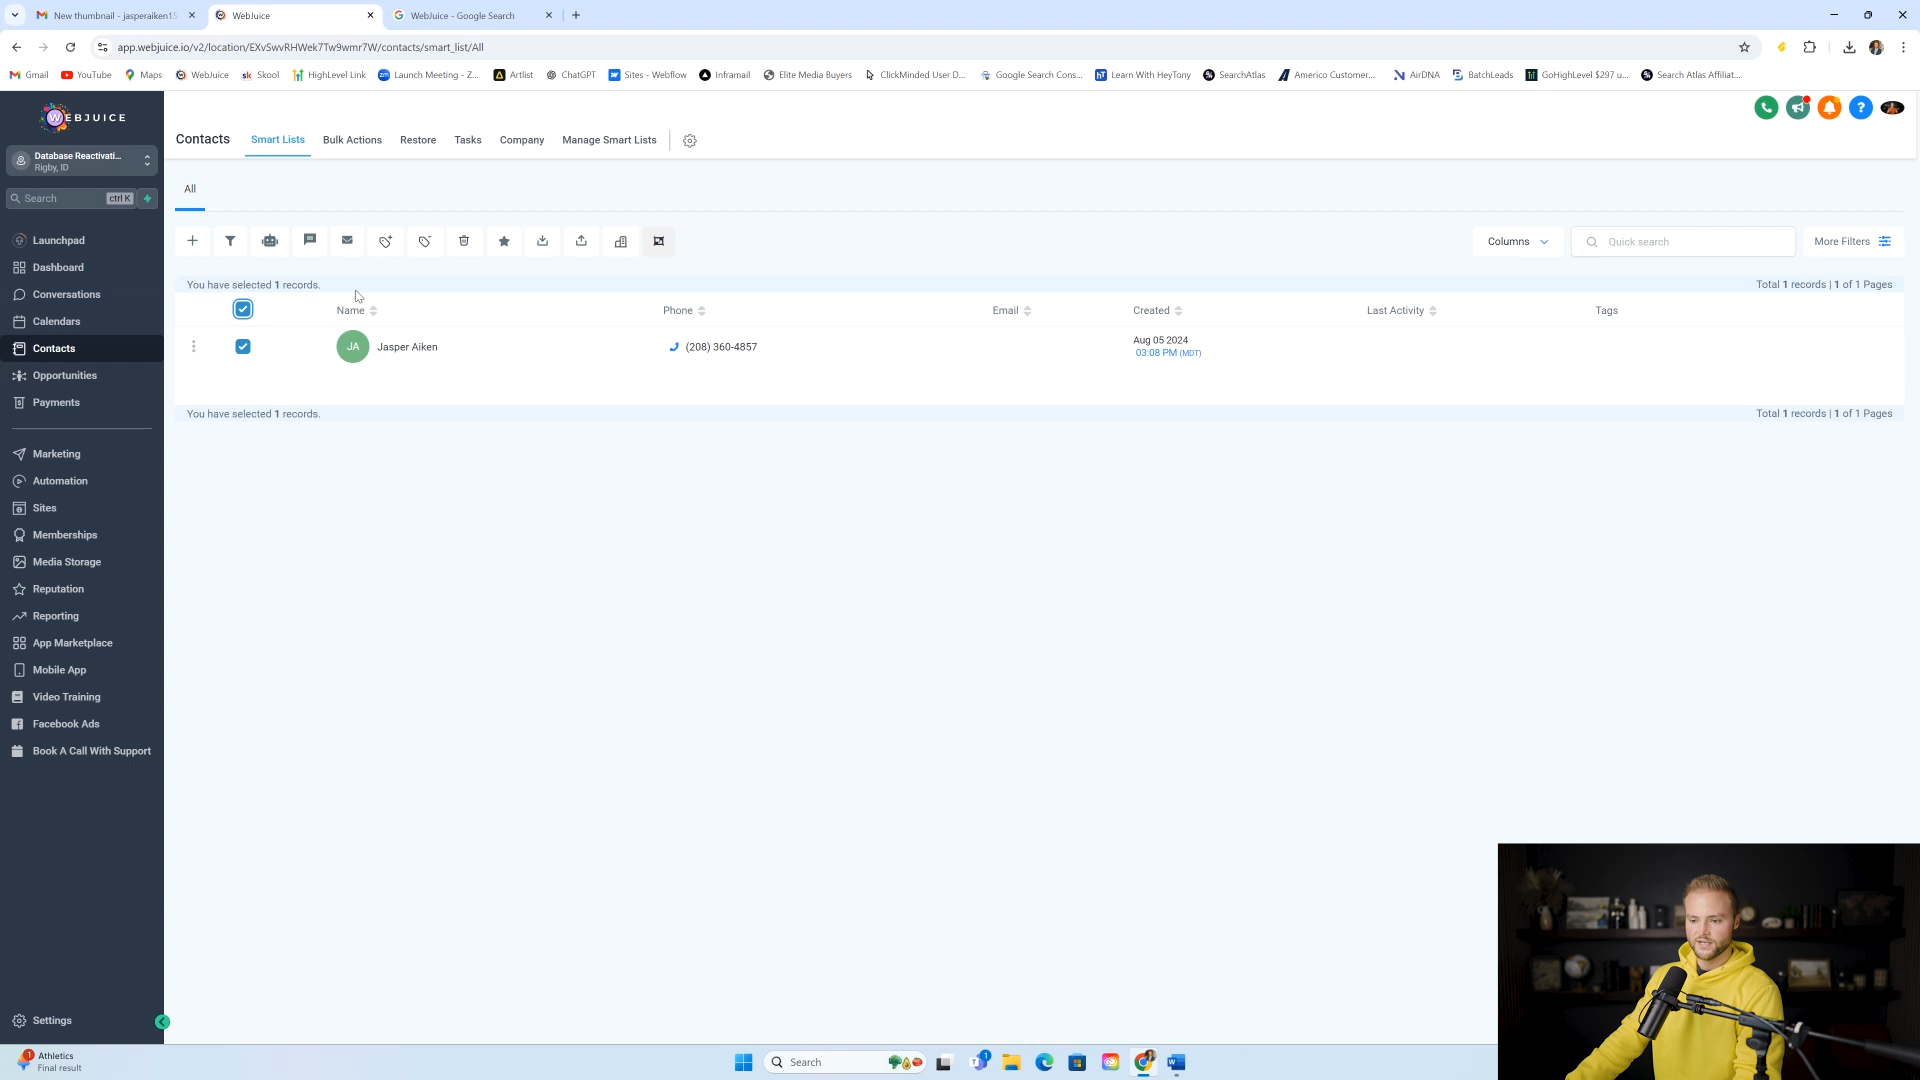 New thumbnail - jasperaiken15
WebJuice
WebJuice - Google Search
app.webjuice.io/v2/location/EXvSwvRHWek7Tw9wmr7W/contacts/smart_list/All
Gmail
YouTube
Maps
WebJuice
Skool
HighLevel Link
Launch Meeting - Z...
Artlist
ChatGPT
Sites - Webflow
Inframail
Elite Media Buyers
ClickMinded User D...
Google Search Cons...
Learn With HeyTony
SearchAtlas
Americo Customer...
AirDNA
BatchLeads
GoHighLevel $297 u...
Search Atlas Affiliat...
WEBJUICE
Database Reactivati...
Rigby, ID
Search
ctrl K
Launchpad
Dashboard
Conversations
Calendars
Contacts
Opportunities
Payments
Marketing
Automation
Sites
Memberships
Media Storage
Reputation
Reporting
App Marketplace
Mobile App
Video Training
Facebook Ads
Book A Call With Support
Settings
Contacts
Smart Lists
Bulk Actions
Restore
Tasks
Company
Manage Smart Lists
All
Columns
Quick search
More Filters
You have selected 1 records.
Total 1 records | 1 of 1 Pages
Name
Phone
Email
Created
Last Activity
Tags
JA
Jasper Aiken
(208) 360-4857
Aug 05 2024
03:08 PM (MDT)
You have selected 1 records.
Total 1 records | 1 of 1 Pages
1
Athletics
Final result
Search
1